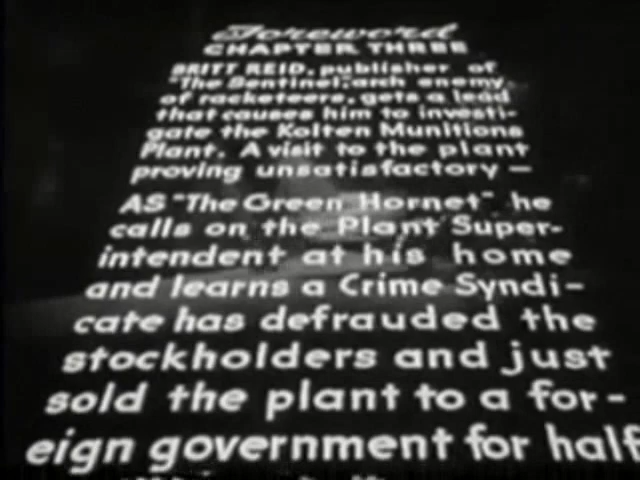 Foreword
CHAPTER THREE
BRITT REID, publisher of
"The Sentinel", arch enemy
of racketeers, gets a lead
that causes him to investi-
gate the Kolten Munitions
Plant. A visit to the plant
proving unsatisfactory —
AS "The Green Hornet" he
calls on the Plant Super-
intendent at his home
and learns a Crime Syndi-
cate has defrauded the
stockholders and just
sold the plant to a for-
eign government for half